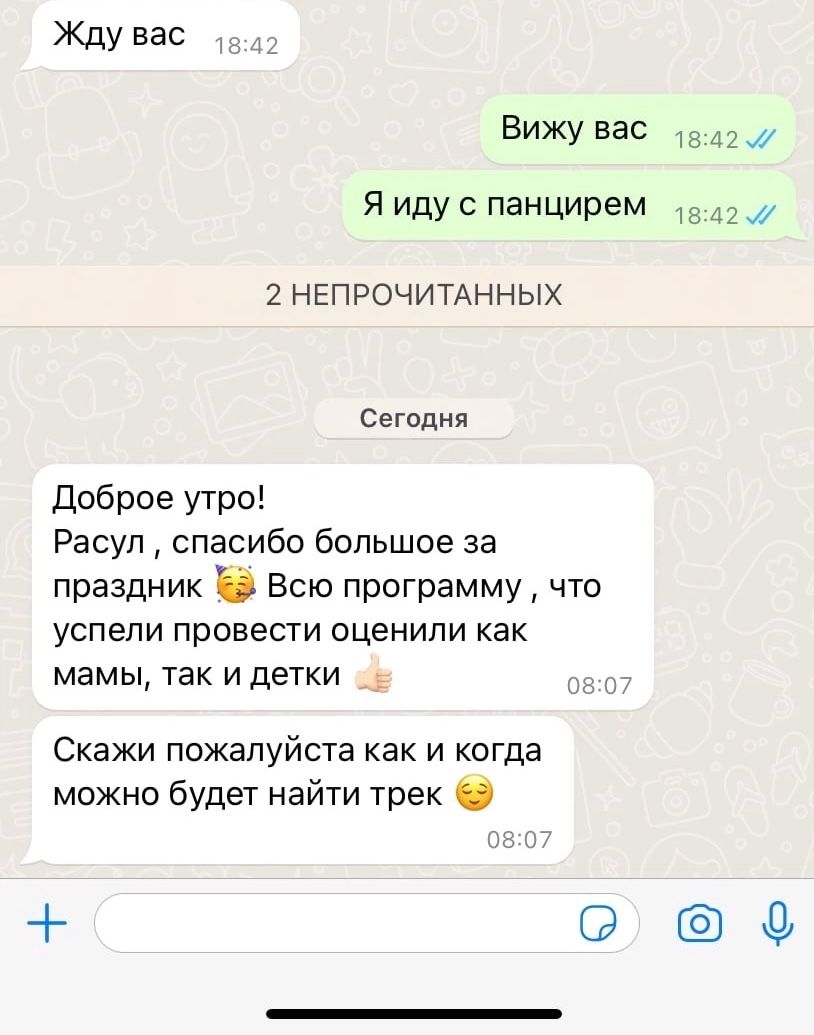 Жду вас 18:42
Вижу вас 18:42
Я иду с панцирем 18:42
2 НЕПРОЧИТАННЫХ
Сегодня
Доброе утро!
Расул , спасибо большое за
праздник 🥳 Всю программу , что
успели провести оценили как
мамы, так и детки 👍🏻 08:07
Скажи пожалуйста как и когда
можно будет найти трек 😌
08:07